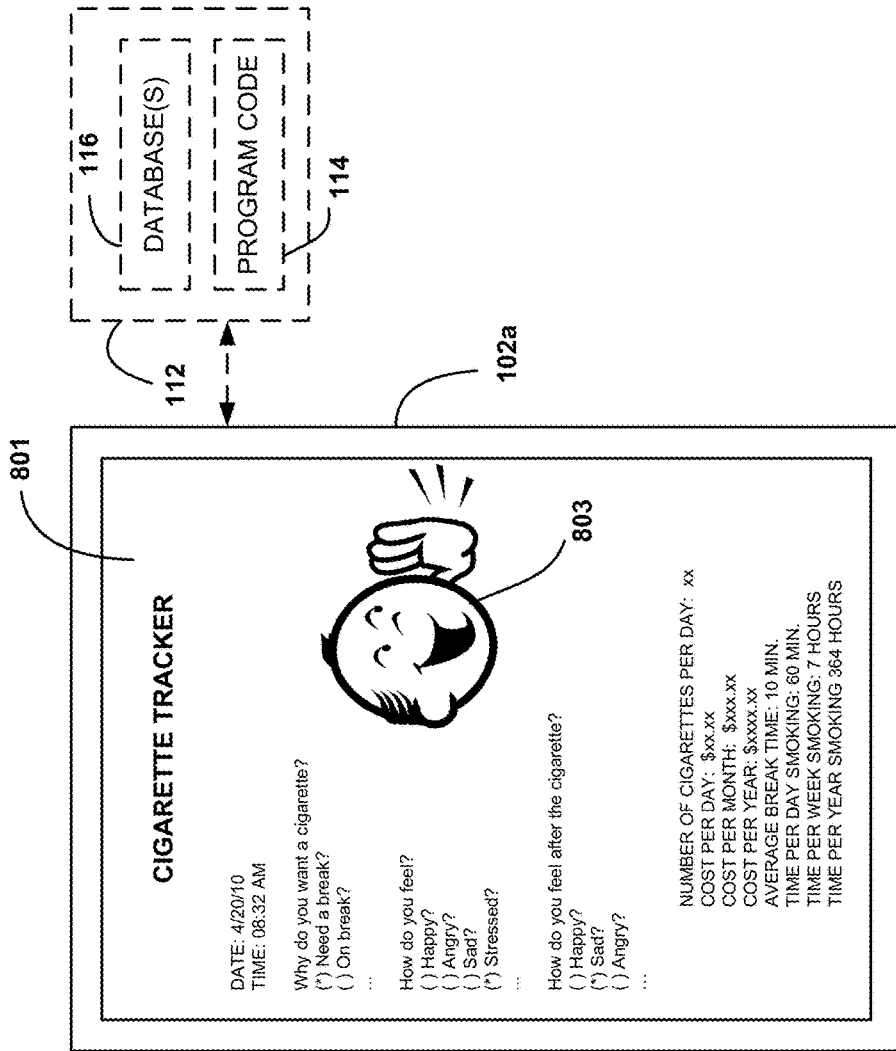 801
CIGARETTE TRACKER
DATE: 4/20/10
TIME: 08:32 AM
Why do you want a cigarette?
(*) Need a break?
( ) On break?
...
How do you feel?
( ) Happy?
( ) Angry?
( ) Sad?
(*) Stressed?
...
How do you feel after the cigarette?
( ) Happy?
(*) Sad?
( ) Angry?
...
803
NUMBER OF CIGARETTES PER DAY: xx
COST PER DAY: $xx.xx
COST PER MONTH: $xxx.xx
COST PER YEAR: $xxxx.xx
AVERAGE BREAK TIME: 10 MIN.
TIME PER DAY SMOKING: 60 MIN.
TIME PER WEEK SMOKING: 7 HOURS
TIME PER YEAR SMOKING 364 HOURS
102a
112
116
DATABASE(S)
PROGRAM CODE
114